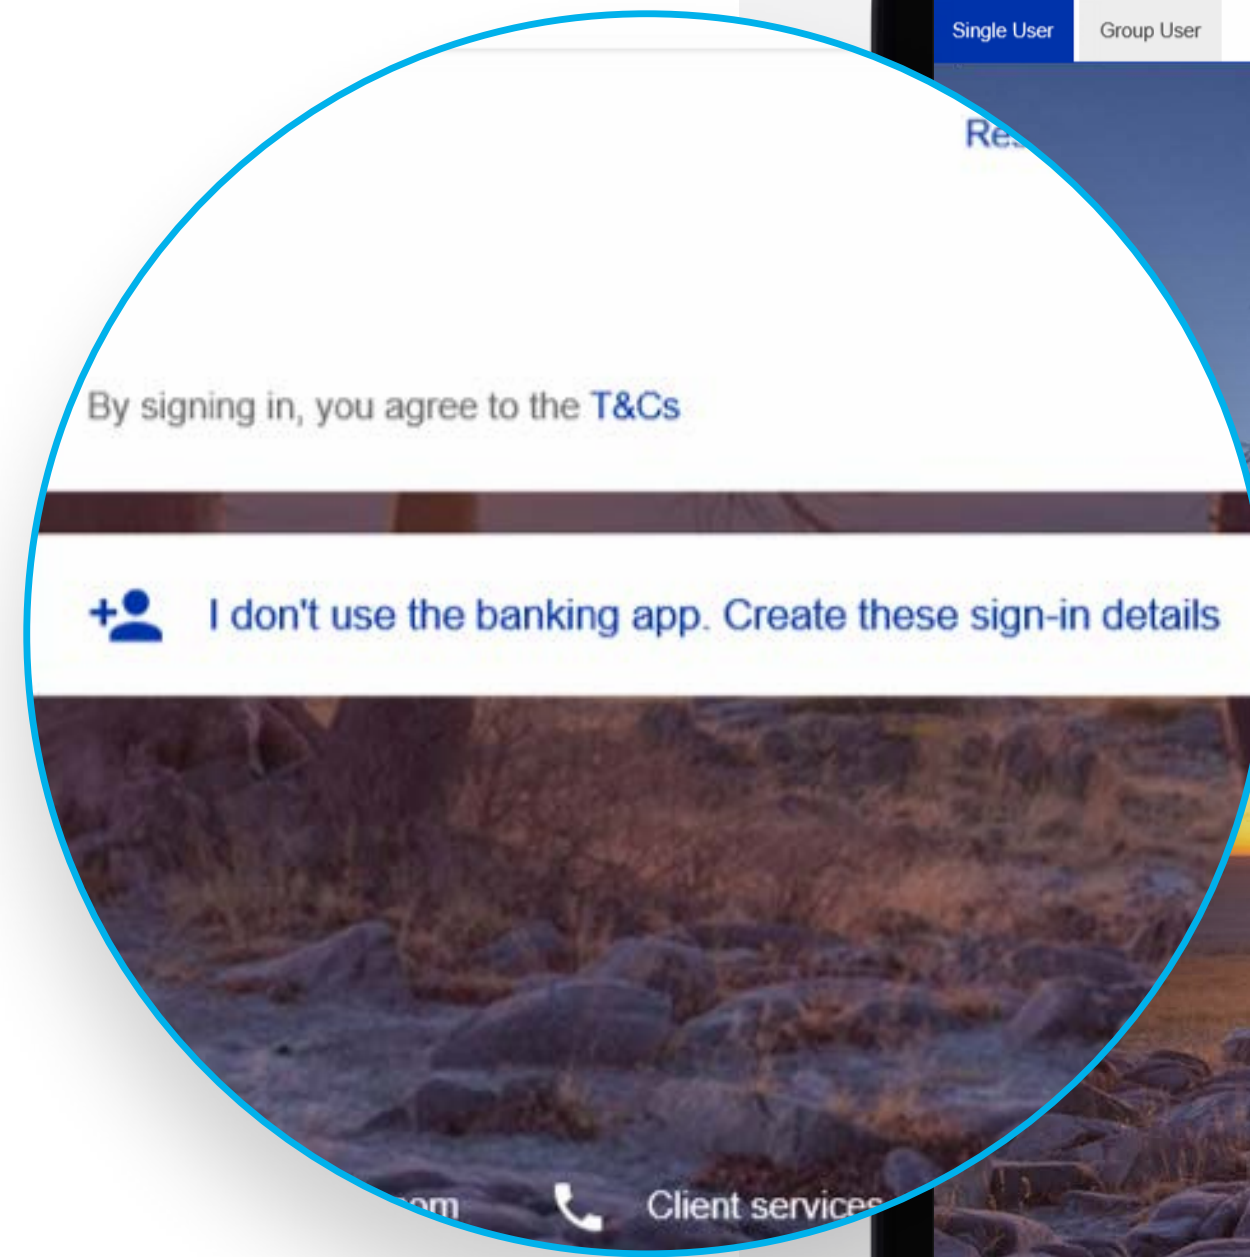 Single User
Group User
By signing in, you agree to the T&Cs
I don't use the banking app. Create these sign-in details
Client services